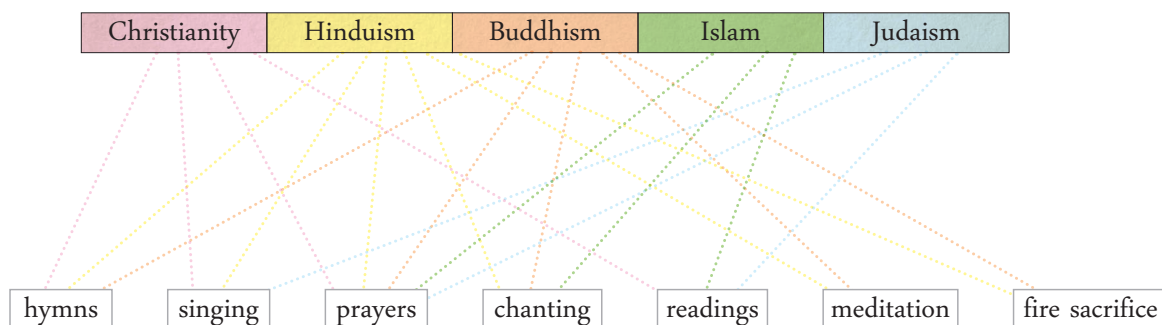 Christianity Hinduism Buddhism Islam Judaism
hymns singing prayers chanting readings meditation fire sacrifice